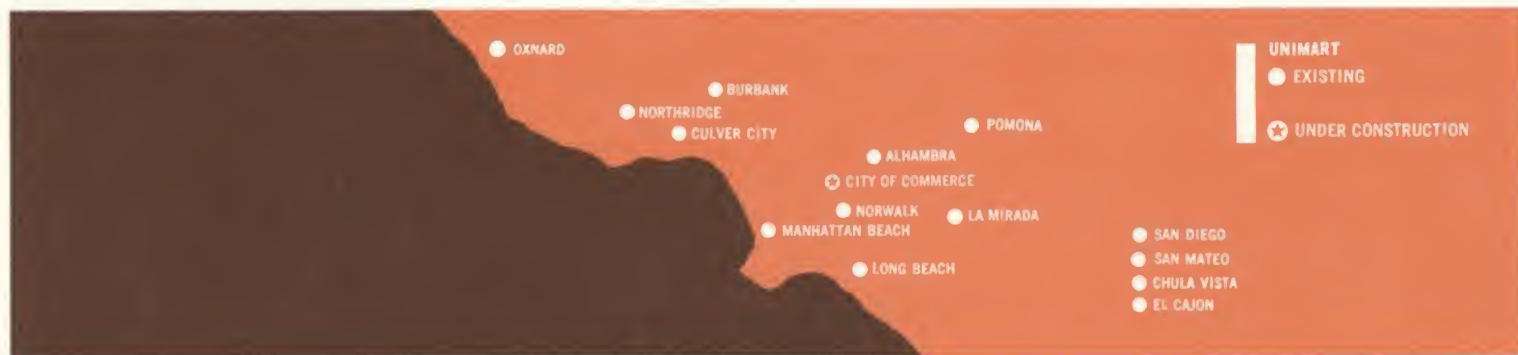 OXNARD
UNIMART
EXISTING
BURBANK
NORTHRIDGE
CULVER CITY
POMONA
UNDER CONSTRUCTION
ALHAMBRA
CITY OF COMMERCE
NORWALK
LA MIRADA
MANHATTAN BEACH
SAN DIEGO
SAN MATEO
LONG BEACH
CHULA VISTA
EL CAJON